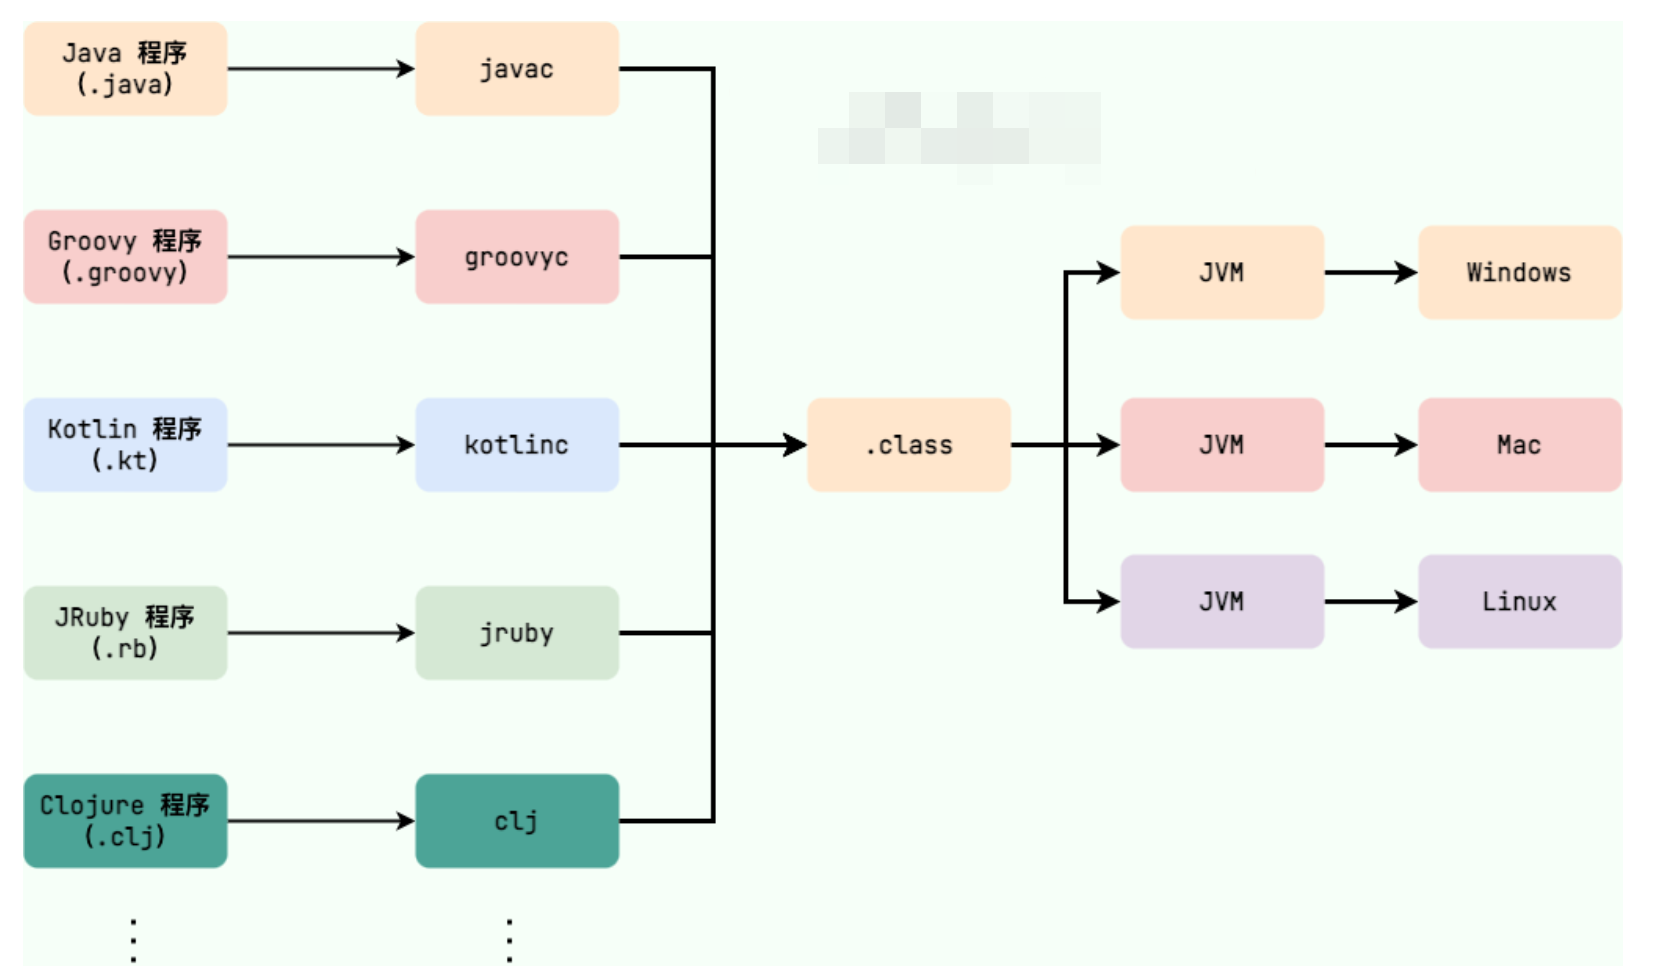 Java 程序
(.java)
javac
Groovy 程序
(.groovy)
groovyc
JVM
Windows
Kotlin 程序
(.kt)
kotlinc
.class
JVM
Mac
JRuby 程序
(.rb)
jruby
JVM
Linux
Clojure 程序
(.clj)
clj